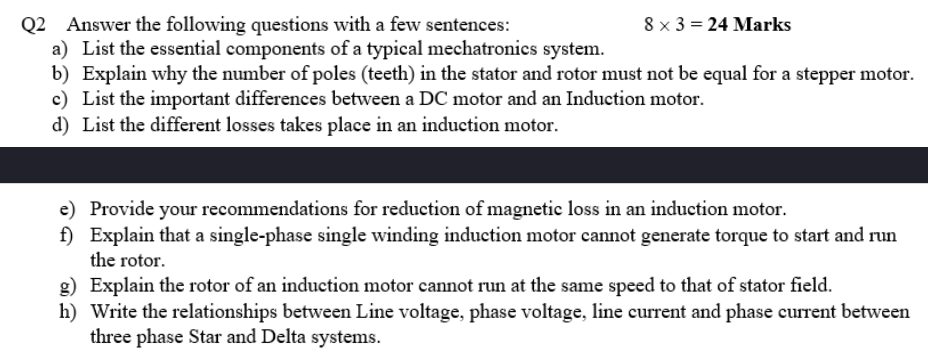 Q2 Answer the following questions with a few sentences: 8 × 3 = 24 Marks
a) List the essential components of a typical mechatronics system.
b) Explain why the number of poles (teeth) in the stator and rotor must not be equal for a stepper motor.
c) List the important differences between a DC motor and an Induction motor.
d) List the different losses takes place in an induction motor.
e) Provide your recommendations for reduction of magnetic loss in an induction motor.
f) Explain that a single-phase single winding induction motor cannot generate torque to start and run
the rotor.
g) Explain the rotor of an induction motor cannot run at the same speed to that of stator field.
h) Write the relationships between Line voltage, phase voltage, line current and phase current between
three phase Star and Delta systems.